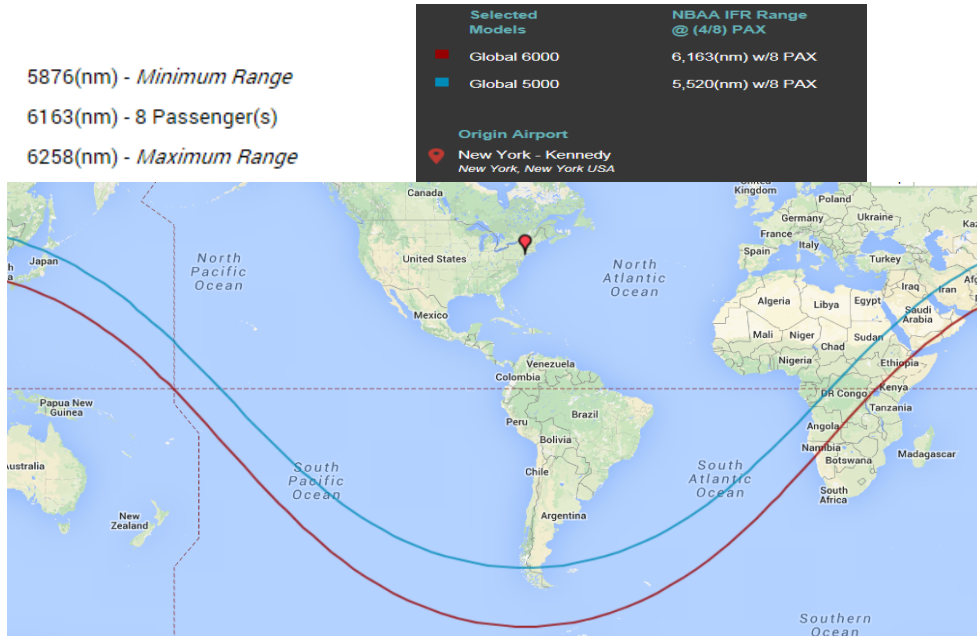 5876(nm) - Minimum Range
6163(nm) - 8 Passenger(s)
6258(nm) - Maximum Range
Selected Models
NBAA IFR Range @ (4/8) PAX
Global 6000
6,163(nm) w/8 PAX
Global 5000
5,520(nm) w/8 PAX
Origin Airport
New York - Kennedy
New York, New York USA
Canada
Kingdom
Poland
Germany
Ukraine
France
Italy
Spain
Turkey
Japan
North
Pacific
Ocean
United States
North
Atlantic
Ocean
Iraq
Iran
Algeria
Libya
Egypt
Saudi
Arabia
Mexico
Mali
Niger
Chad
Sudan
Nigeria
Ethiopia
Venezuela
Colombia
DR Congo
Kenya
Tanzania
Papua New
Guinea
Peru
Brazil
Bolivia
Angola
Namibia
Botswana
Madagascar
Australia
South
Pacific
Ocean
Chile
South
Atlantic
Ocean
South
Africa
New
Zealand
Argentina
Southern
Ocean